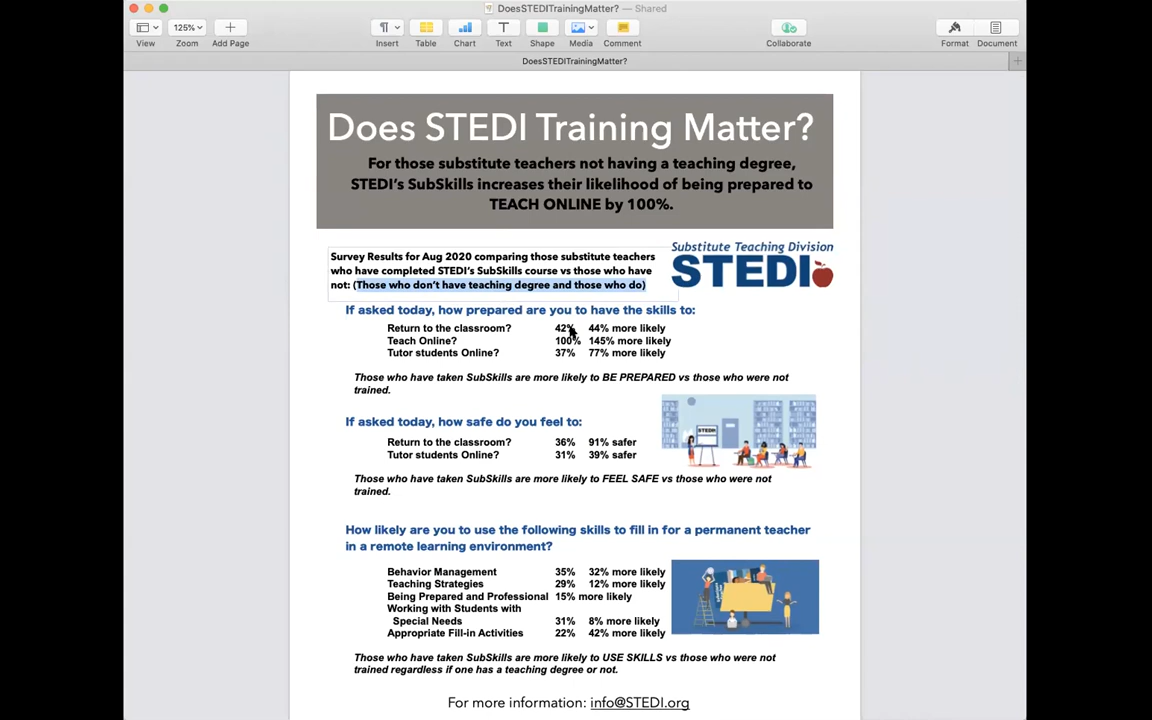 DoesSTEDITrainingMatter? — Shared
125%
View
Zoom
Add Page
Insert
Table
Chart
Text
Shape
Media
Comment
Collaborate
Format
Document
DoesSTEDITrainingMatter?
Does STEDI Training Matter?
For those substitute teachers not having a teaching degree,
STEDI's SubSkills increases their likelihood of being prepared to
TEACH ONLINE by 100%.
Survey Results for Aug 2020 comparing those substitute teachers
who have completed STEDI's SubSkills course vs those who have
not: (Those who don't have teaching degree and those who do)
Substitute Teaching Division
STEDI
If asked today, how prepared are you to have the skills to:
Return to the classroom? 42% 44% more likely
Teach Online? 100% 145% more likely
Tutor students Online? 37% 77% more likely
Those who have taken SubSkills are more likely to BE PREPARED vs those who were not
trained.
If asked today, how safe do you feel to:
Return to the classroom? 36% 91% safer
Tutor students Online? 31% 39% safer
STEDI
Those who have taken SubSkills are more likely to FEEL SAFE vs those who were not
trained.
How likely are you to use the following skills to fill in for a permanent teacher
in a remote learning environment?
Behavior Management 35% 32% more likely
Teaching Strategies 29% 12% more likely
Being Prepared and Professional 15% more likely
Working with Students with
Special Needs 31% 8% more likely
Appropriate Fill-in Activities 22% 42% more likely
Those who have taken SubSkills are more likely to USE SKILLS vs those who were not
trained regardless if one has a teaching degree or not.
For more information: info@STEDI.org